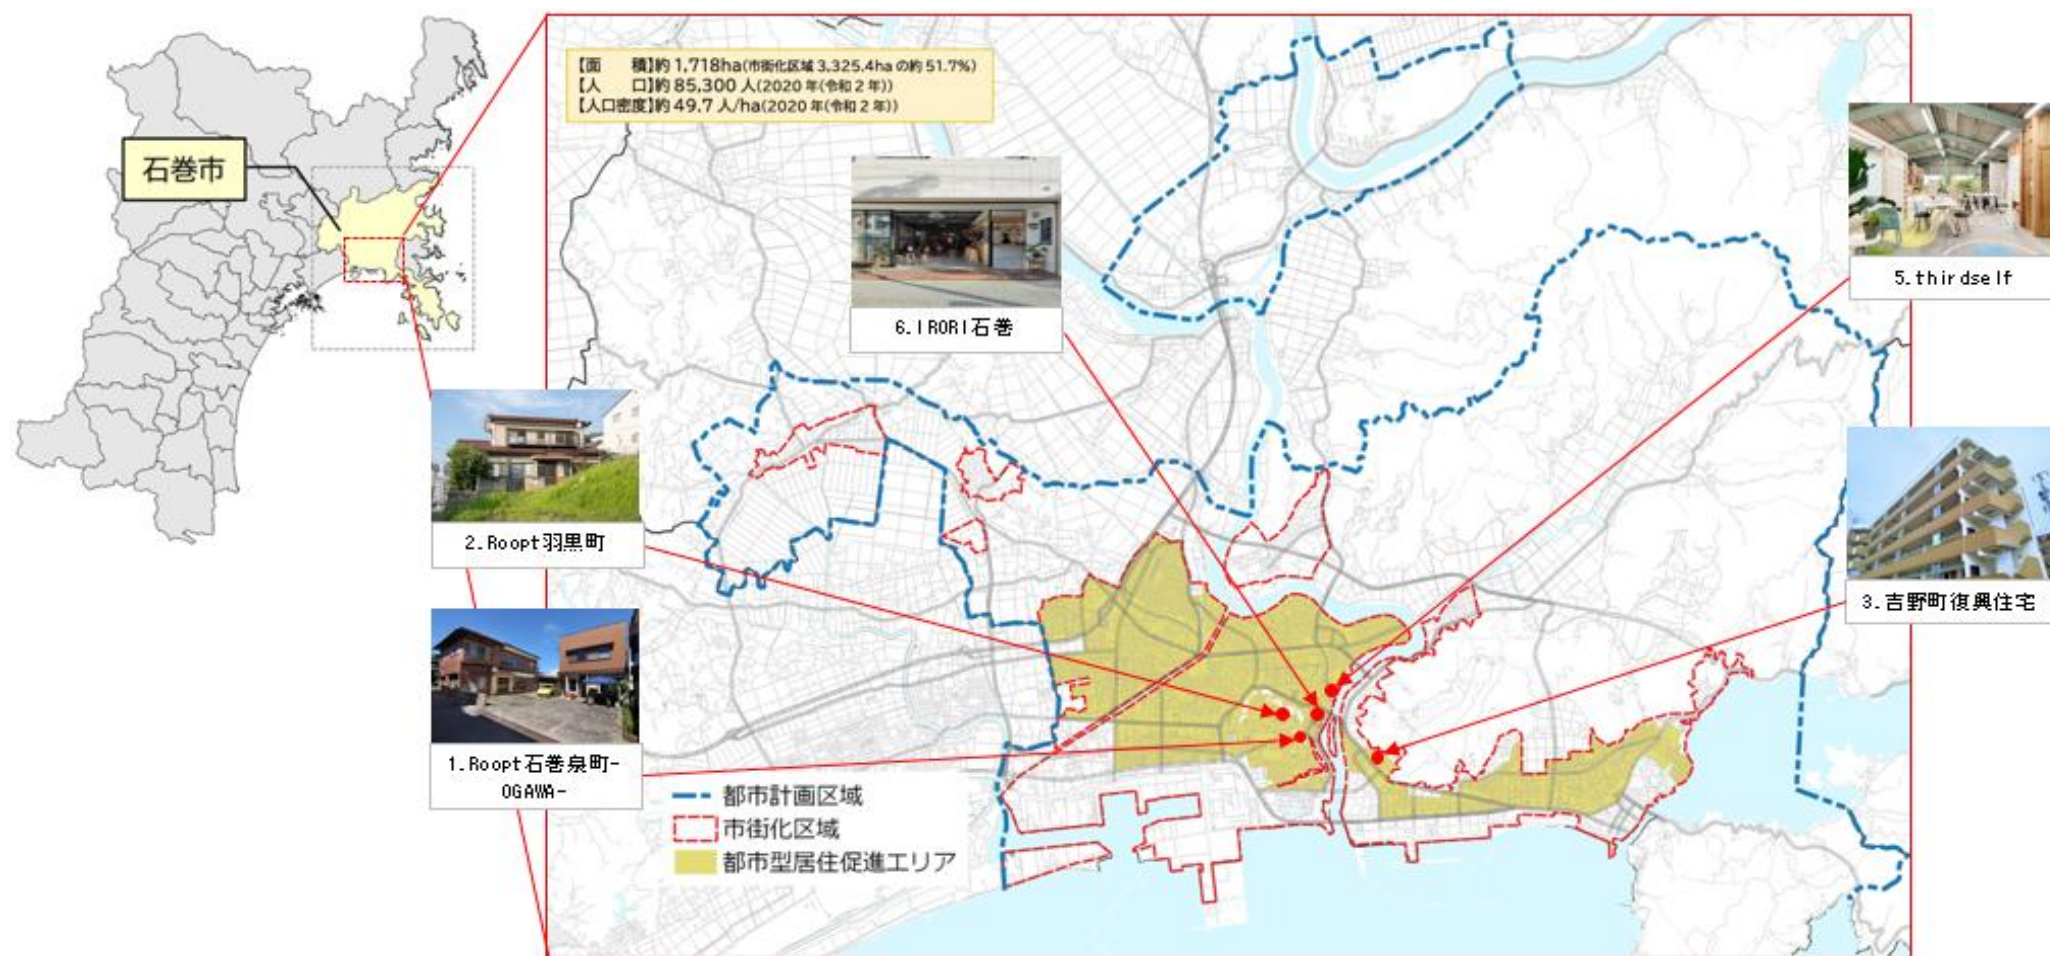 【面　　積】約 1,718ha(市街化区域 3,325.4ha の約 51.7%)
【人　　口】約 85,300 人(2020 年(令和 2 年))
【人口密度】約 49.7 人/ha(2020 年(令和 2 年))
石巻市
5.thirdself
6.IRORI石巻
2.Roopt羽黒町
3.吉野町復興住宅
1.Roopt石巻泉町-
OGAWA-
都市計画区域
市街化区域
都市型居住促進エリア